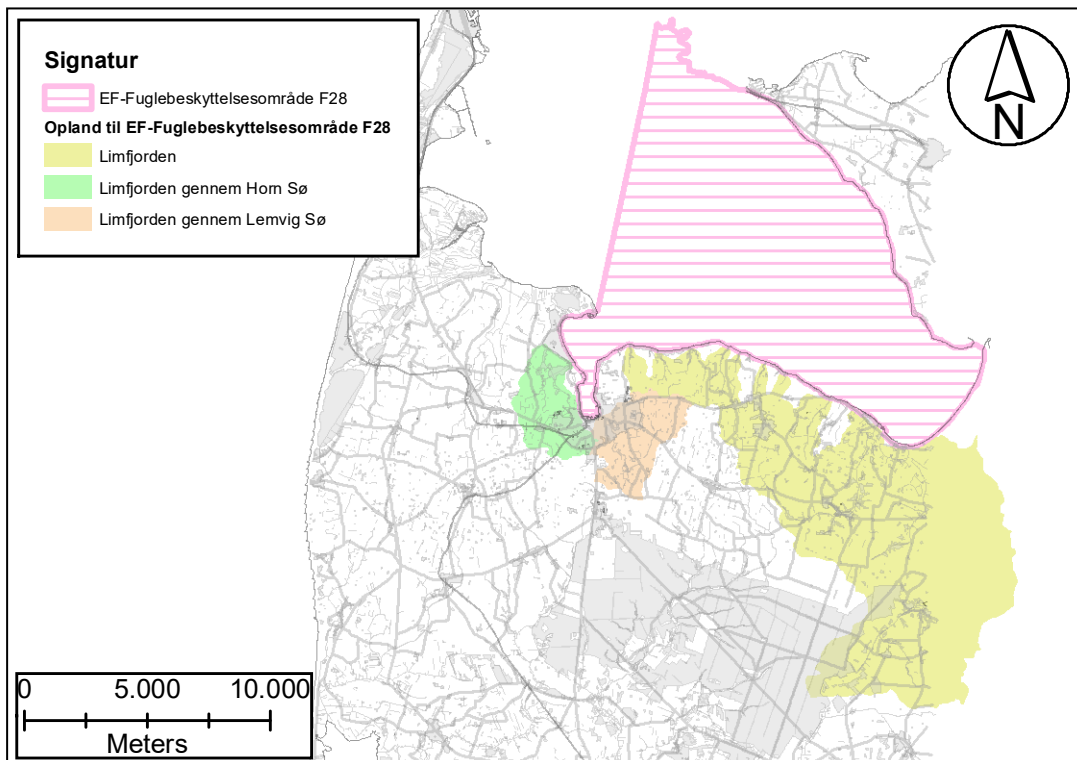 Signatur
EF-Fuglebeskyttelsesområde F28
Opland til EF-Fuglebeskyttelsesområde F28
Limfjorden
Limfjorden gennem Horn Sø
Limfjorden gennem Lemvig Sø
N
0 5.000 10.000
Meters